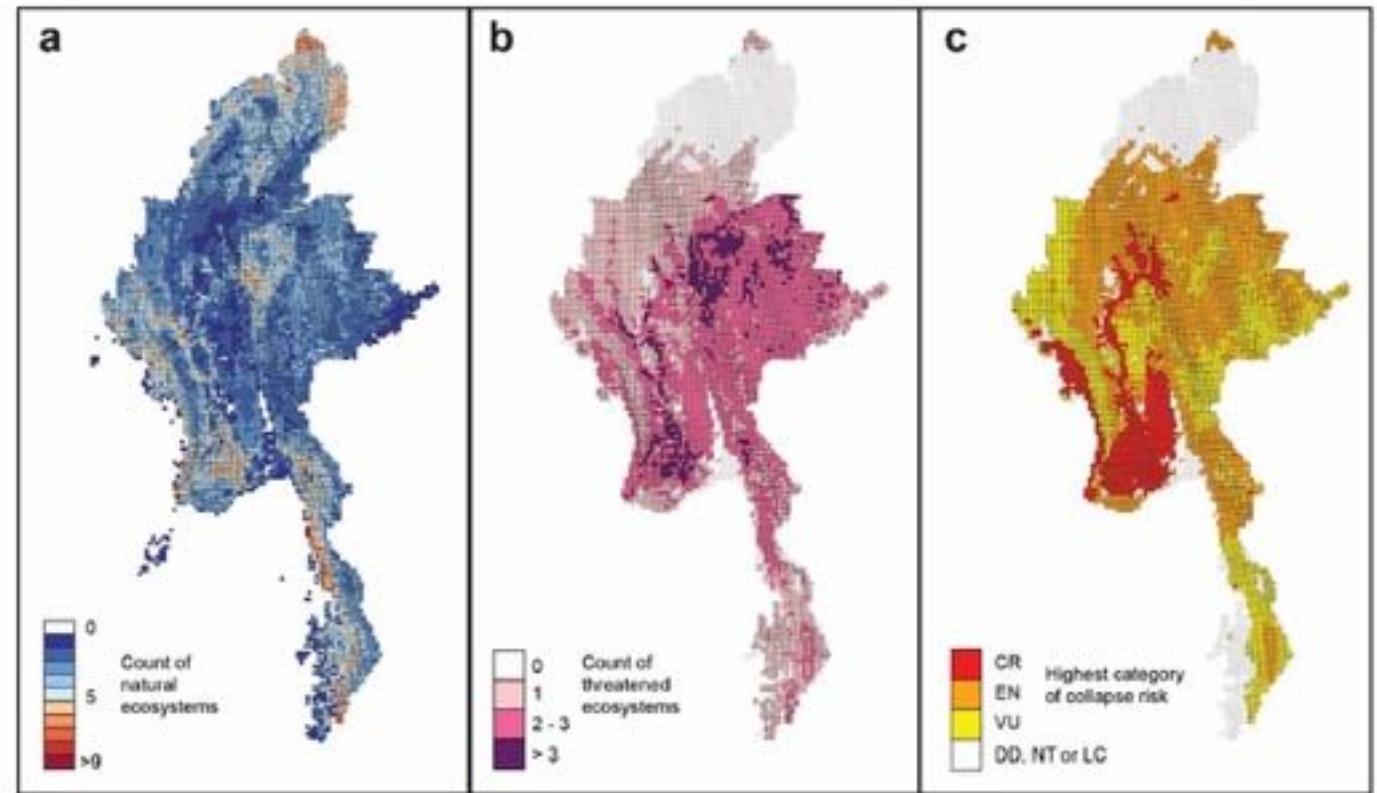 a
0
5
>9
Count of
natural
ecosystems
b
0
1
2 - 3
> 3
Count of
threatened
ecosystems
c
CR
EN
VU
DD, NT or LC
Highest category
of collapse risk